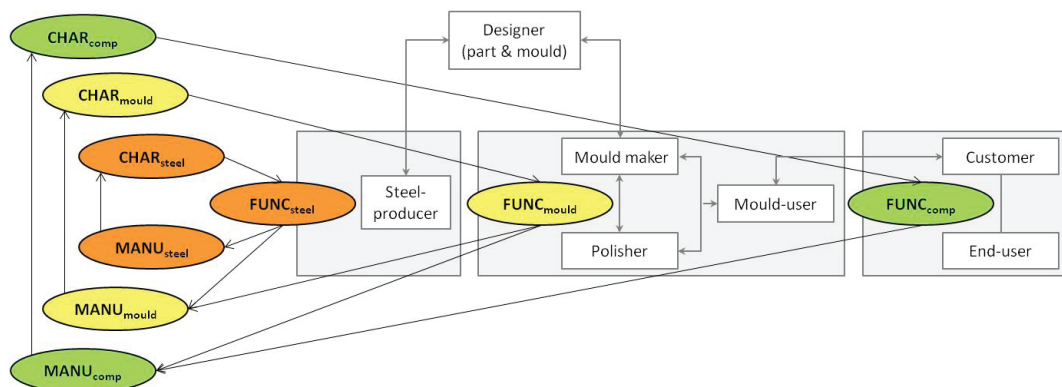 Designer
(part & mould)
CHARcomp
CHARmould
CHARsteel
Mould maker
Customer
Steel-
producer
FUNCsteel
FUNCmould
Mould-user
FUNCcomp
MANUsteel
Polisher
End-user
MANUmould
MANUcomp